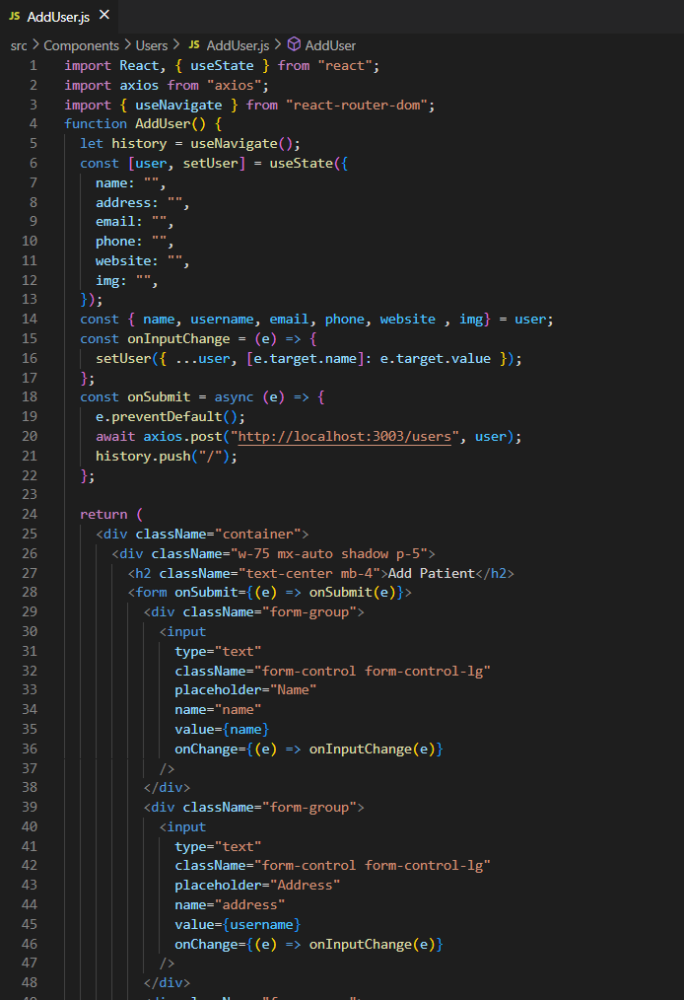 JS AddUser.js ×
src > Components > Users > JS AddUser.js > AddUser
1 import React, { useState } from "react";
2 import axios from "axios";
3 import { useNavigate } from "react-router-dom";
4 function AddUser() {
5   let history = useNavigate();
6   const [user, setUser] = useState({
7     name: "",
8     address: "",
9     email: "",
10     phone: "",
11     website: "",
12     img: "",
13   });
14   const { name, username, email, phone, website , img} = user;
15   const onInputChange = (e) => {
16     setUser({ ...user, [e.target.name]: e.target.value });
17   };
18   const onSubmit = async (e) => {
19     e.preventDefault();
20     await axios.post("http://localhost:3003/users", user);
21     history.push("/");
22   };
23
24   return (
25     <div className="container">
26       <div className="w-75 mx-auto shadow p-5">
27         <h2 className="text-center mb-4">Add Patient</h2>
28         <form onSubmit={(e) => onSubmit(e)}>
29           <div className="form-group">
30             <input
31               type="text"
32               className="form-control form-control-lg"
33               placeholder="Name"
34               name="name"
35               value={name}
36               onChange={(e) => onInputChange(e)}
37             />
38           </div>
39           <div className="form-group">
40             <input
41               type="text"
42               className="form-control form-control-lg"
43               placeholder="Address"
44               name="address"
45               value={username}
46               onChange={(e) => onInputChange(e)}
47             />
48           </div>